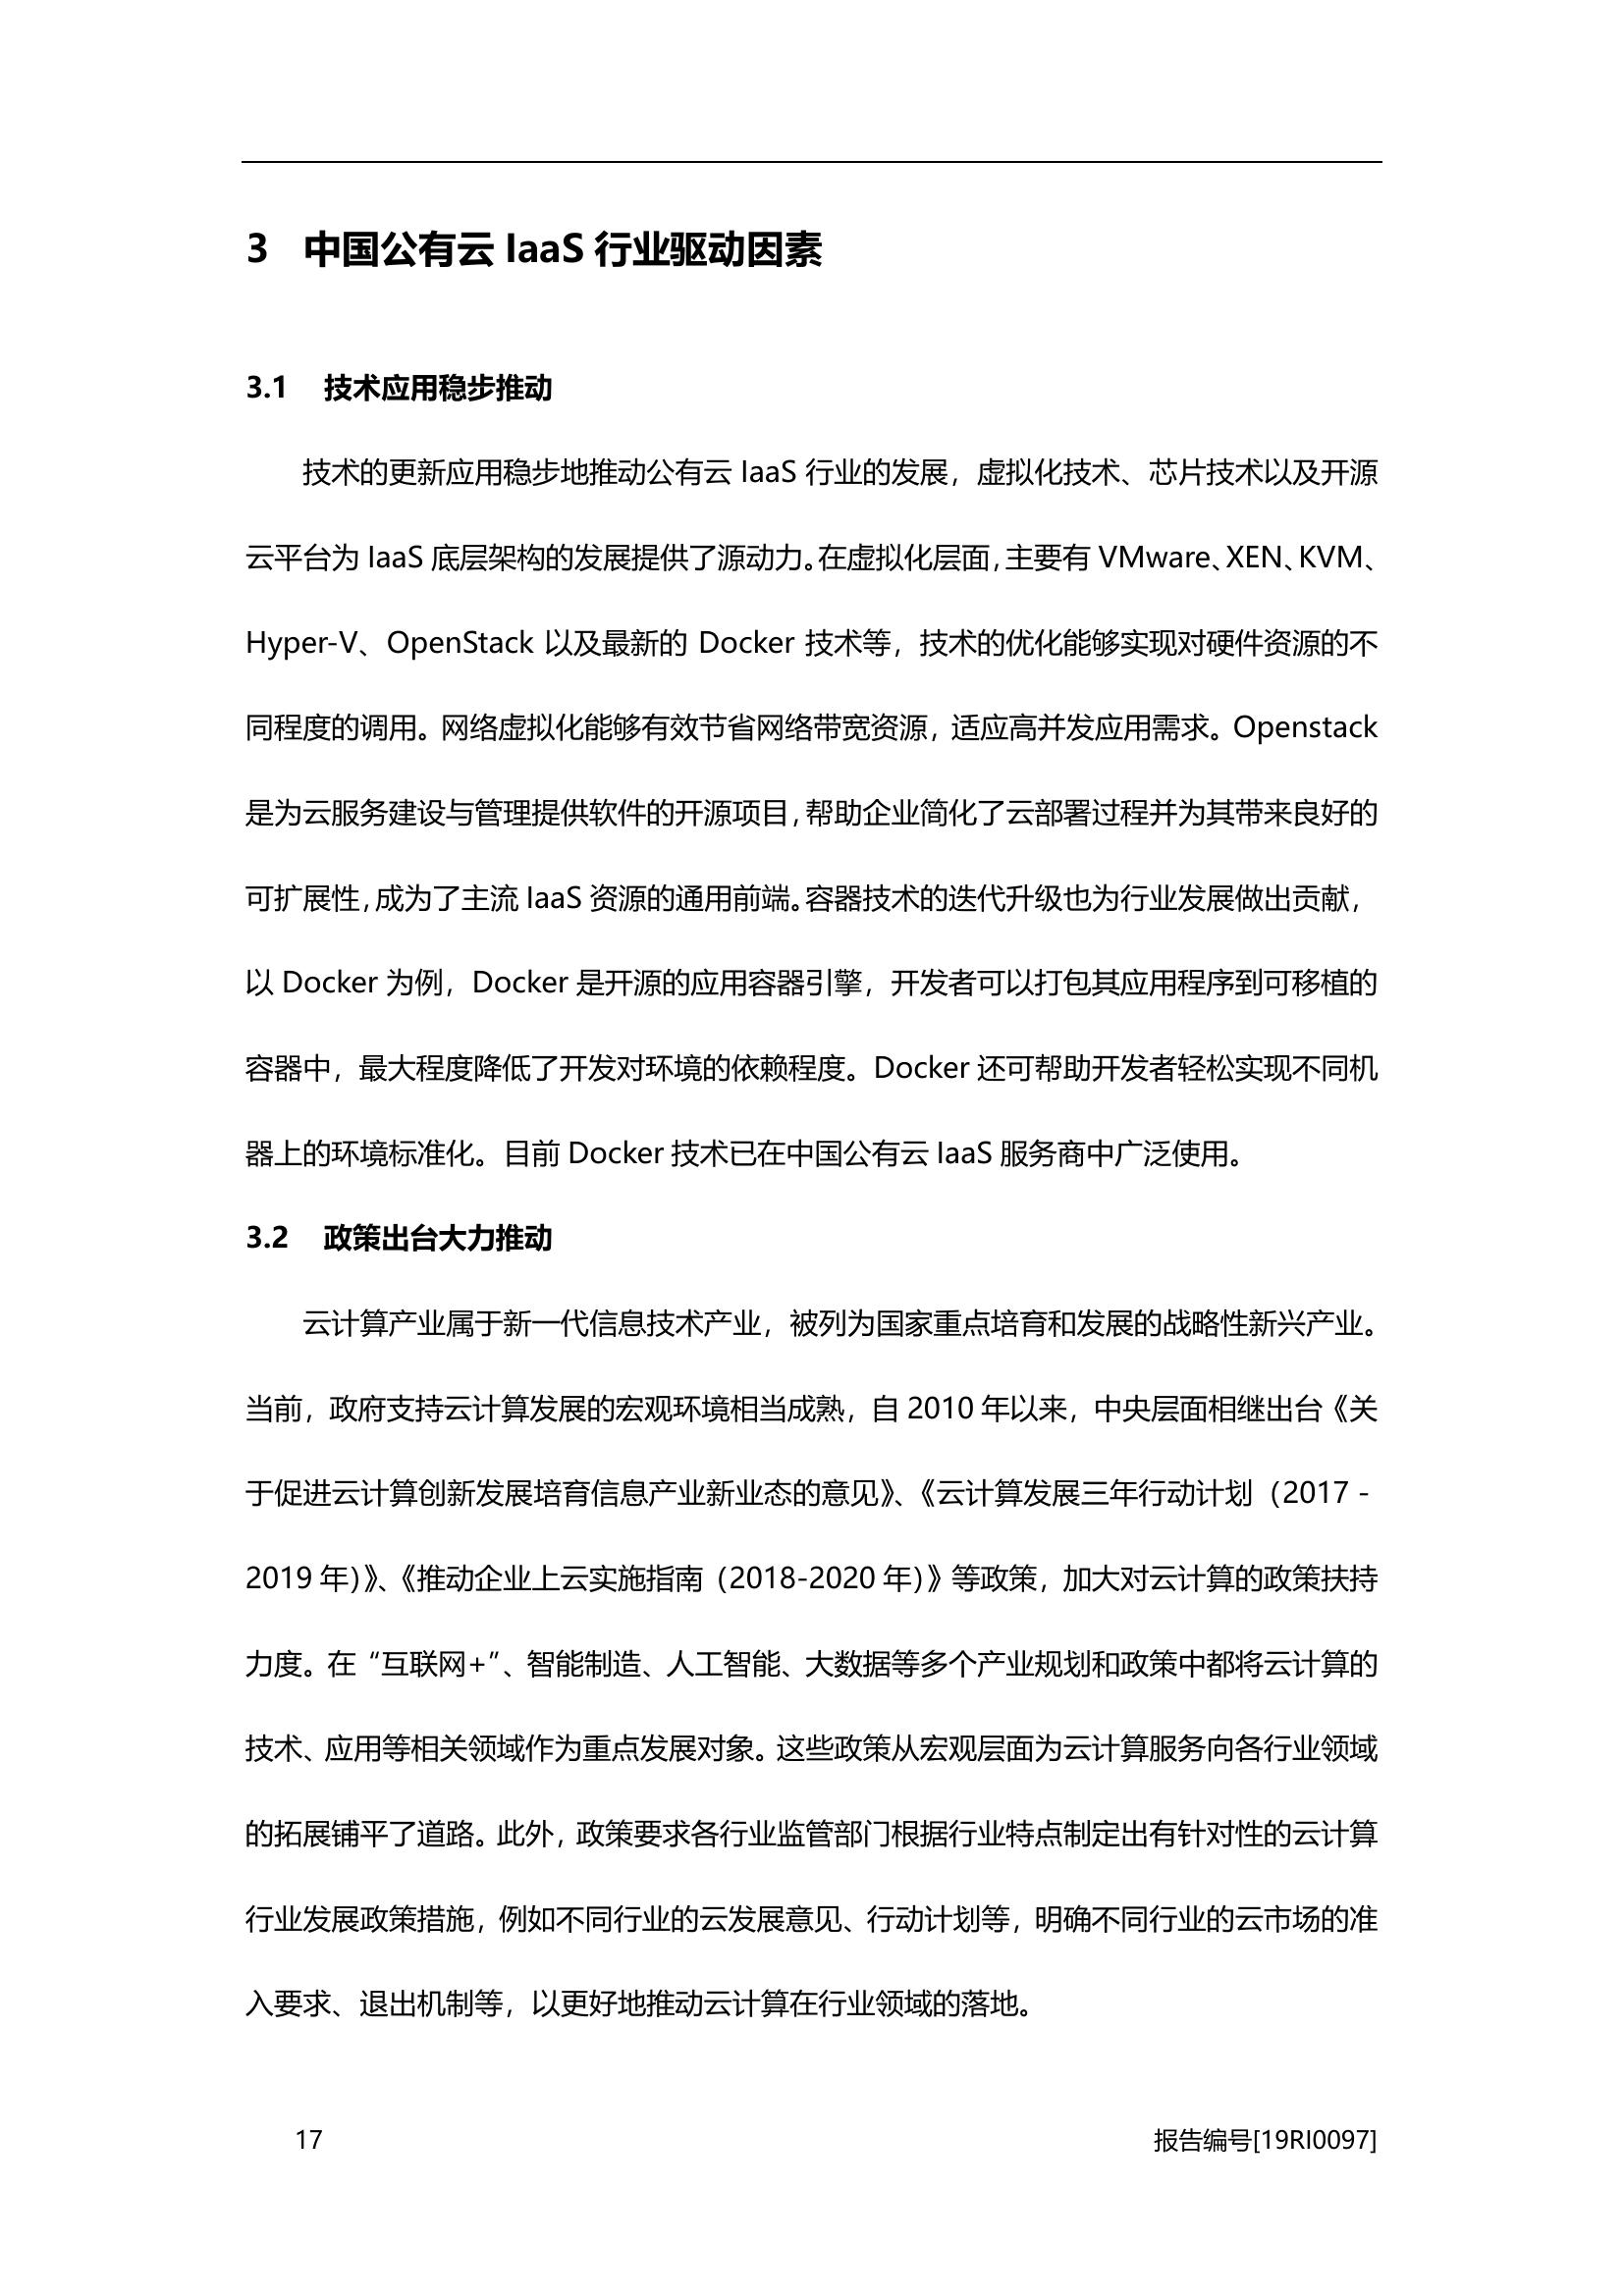 3 中国公有云 IaaS 行业驱动因素
3.1 技术应用稳步推动
技术的更新应用稳步地推动公有云 IaaS 行业的发展，虚拟化技术、芯片技术以及开源
云平台为 IaaS 底层架构的发展提供了源动力。在虚拟化层面，主要有 VMware、XEN、KVM、
Hyper-V、OpenStack 以及最新的 Docker 技术等，技术的优化能够实现对硬件资源的不
同程度的调用。网络虚拟化能够有效节省网络带宽资源，适应高并发应用需求。Openstack
是为云服务建设与管理提供软件的开源项目，帮助企业简化了云部署过程并为其带来良好的
可扩展性，成为了主流 IaaS 资源的通用前端。容器技术的迭代升级也为行业发展做出贡献，
以 Docker 为例，Docker 是开源的应用容器引擎，开发者可以打包其应用程序到可移植的
容器中，最大程度降低了开发对环境的依赖程度。Docker 还可帮助开发者轻松实现不同机
器上的环境标准化。目前 Docker 技术已在中国公有云 IaaS 服务商中广泛使用。
3.2 政策出台大力推动
云计算产业属于新一代信息技术产业，被列为国家重点培育和发展的战略性新兴产业。
当前，政府支持云计算发展的宏观环境相当成熟，自 2010 年以来，中央层面相继出台《关
于促进云计算创新发展培育信息产业新业态的意见》、《云计算发展三年行动计划（2017 -
2019 年）》、《推动企业上云实施指南（2018-2020 年）》等政策，加大对云计算的政策扶持
力度。在“互联网+”、智能制造、人工智能、大数据等多个产业规划和政策中都将云计算的
技术、应用等相关领域作为重点发展对象。这些政策从宏观层面为云计算服务向各行业领域
的拓展铺平了道路。此外，政策要求各行业监管部门根据行业特点制定出有针对性的云计算
行业发展政策措施，例如不同行业的云发展意见、行动计划等，明确不同行业的云市场的准
入要求、退出机制等，以更好地推动云计算在行业领域的落地。
17 报告编号[19RI0097]